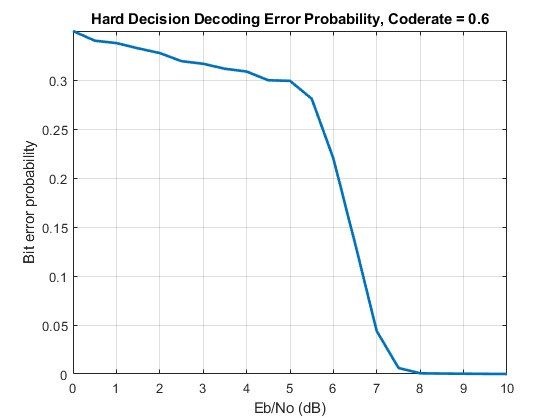 Hard Decision Decoding Error Probability, Coderate = 0.6
Bit error probability
0.3
0.25
0.2
0.15
0.1
0.05
0
0 1 2 3 4 5 6 7 8 9 10
Eb/No (dB)